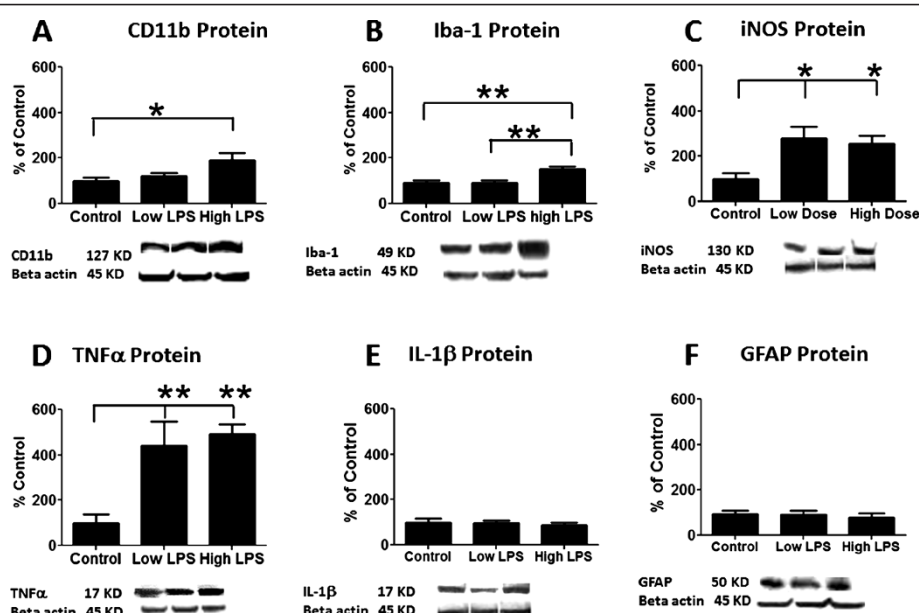 A CD11b Protein
% of Control
600
400
200
0
*
Control Low LPS High LPS
CD11b 127 KD
Beta actin 45 KD
B Iba-1 Protein
% of Control
600
400
200
0
**
**
Control Low LPS high LPS
Iba-1 49 KD
Beta actin 45 KD
C iNOS Protein
% of Control
600
400
200
0
* *
Control Low Dose High Dose
iNOS 130 KD
Beta actin 45 KD
D TNFα Protein
% Control
600
400
200
0
** **
Control Low LPS High LPS
TNFα 17 KD
Beta actin 45 KD
E IL-1β Protein
% of Control
600
400
200
0
Control Low LPS High LPS
IL-1β 17 KD
Beta actin 45 KD
F GFAP Protein
% of Control
600
400
200
0
Control Low LPS High LPS
GFAP 50 KD
Beta actin 45 KD